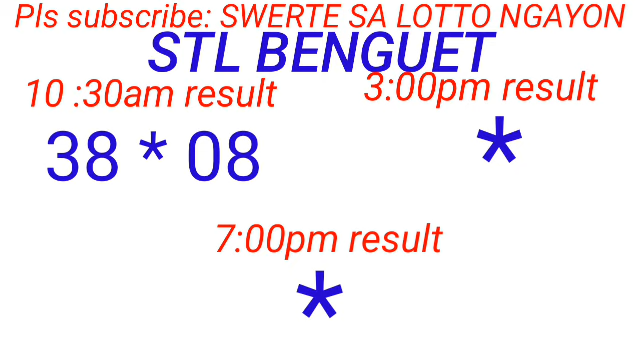 Pls subscribe: SWERTE SA LOTTO NGAYON
STL BENGUET
10 :30am result
38 * 08
3:00pm result
*
7:00pm result
*